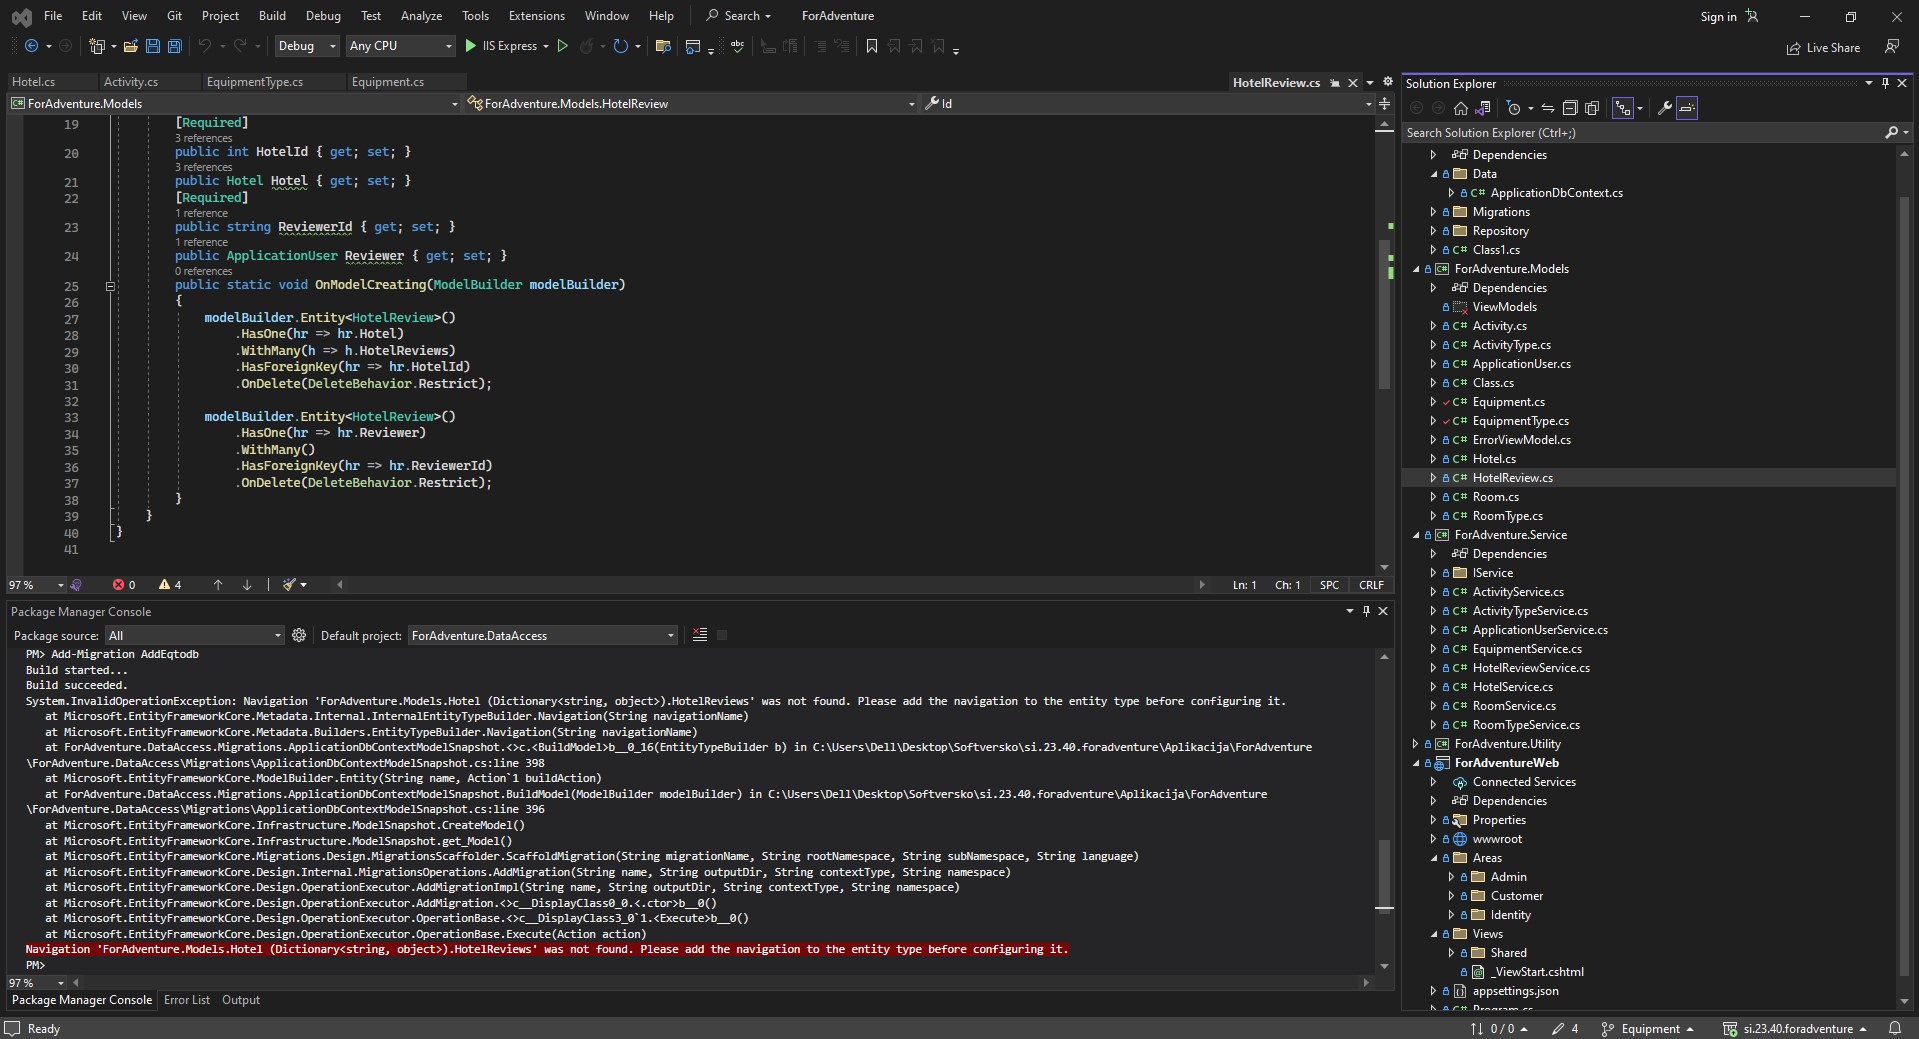 File Edit View Git Project Build Debug Test Analyze Tools Extensions Window Help Search ForAdventure Sign in
Debug Any CPU IIS Express Live Share
Hotel.cs Activity.cs EquipmentType.cs Equipment.cs HotelReview.cs
ForAdventure.Models ForAdventure.Models.HotelReview Id
19 [Required]
3 references
20 public int HotelId { get; set; }
3 references
21 public Hotel Hotel { get; set; }
22 [Required]
1 reference
23 public string ReviewerId { get; set; }
1 reference
24 public ApplicationUser Reviewer { get; set; }
0 references
25 public static void OnModelCreating(ModelBuilder modelBuilder)
26 {
27 modelBuilder.Entity<HotelReview>()
28 .HasOne(hr => hr.Hotel)
29 .WithMany(h => h.HotelReviews)
30 .HasForeignKey(hr => hr.HotelId)
31 .OnDelete(DeleteBehavior.Restrict);
32
33 modelBuilder.Entity<HotelReview>()
34 .HasOne(hr => hr.Reviewer)
35 .WithMany()
36 .HasForeignKey(hr => hr.ReviewerId)
37 .OnDelete(DeleteBehavior.Restrict);
38 }
39 }
40 }
41
97 % 0 4 Ln: 1 Ch: 1 SPC CRLF
Package Manager Console
Package source: All Default project: ForAdventure.DataAccess
PM> Add-Migration AddEqtodb
Build started...
Build succeeded.
System.InvalidOperationException: Navigation 'ForAdventure.Models.Hotel (Dictionary<string, object>).HotelReviews' was not found. Please add the navigation to the entity type before configuring it.
at Microsoft.EntityFrameworkCore.Metadata.Internal.InternalEntityTypeBuilder.Navigation(String navigationName)
at Microsoft.EntityFrameworkCore.Metadata.Builders.EntityTypeBuilder.Navigation(String navigationName)
at ForAdventure.DataAccess.Migrations.ApplicationDbContextModelSnapshot.<>c.<BuildModel>b__0_16(EntityTypeBuilder b) in C:\Users\Dell\Desktop\Softversko\si.23.40.foradventure\Aplikacija\ForAdventure
\ForAdventure.DataAccess\Migrations\ApplicationDbContextModelSnapshot.cs:line 398
at Microsoft.EntityFrameworkCore.ModelBuilder.Entity(String name, Action`1 buildAction)
at ForAdventure.DataAccess.Migrations.ApplicationDbContextModelSnapshot.BuildModel(ModelBuilder modelBuilder) in C:\Users\Dell\Desktop\Softversko\si.23.40.foradventure\Aplikacija\ForAdventure
\ForAdventure.DataAccess\Migrations\ApplicationDbContextModelSnapshot.cs:line 396
at Microsoft.EntityFrameworkCore.Infrastructure.ModelSnapshot.CreateModel()
at Microsoft.EntityFrameworkCore.Infrastructure.ModelSnapshot.get_Model()
at Microsoft.EntityFrameworkCore.Migrations.Design.MigrationsScaffolder.ScaffoldMigration(String migrationName, String rootNamespace, String subNamespace, String language)
at Microsoft.EntityFrameworkCore.Design.Internal.MigrationsOperations.AddMigration(String name, String outputDir, String contextType, String namespace)
at Microsoft.EntityFrameworkCore.Design.OperationExecutor.AddMigrationImpl(String name, String outputDir, String contextType, String namespace)
at Microsoft.EntityFrameworkCore.Design.OperationExecutor.AddMigration.<>c__DisplayClass0_0.<.ctor>b__0()
at Microsoft.EntityFrameworkCore.Design.OperationExecutor.OperationBase.<>c__DisplayClass3_0`1.<Execute>b__0()
at Microsoft.EntityFrameworkCore.Design.OperationExecutor.OperationBase.Execute(Action action)
Navigation 'ForAdventure.Models.Hotel (Dictionary<string, object>).HotelReviews' was not found. Please add the navigation to the entity type before configuring it.
PM>
97 %
Package Manager Console Error List Output
Solution Explorer
Search Solution Explorer (Ctrl+;)
Dependencies
Data
C# ApplicationDbContext.cs
Migrations
Repository
C# Class1.cs
C# ForAdventure.Models
Dependencies
ViewModels
C# Activity.cs
C# ActivityType.cs
C# ApplicationUser.cs
C# Class.cs
C# Equipment.cs
C# EquipmentType.cs
C# ErrorViewModel.cs
C# Hotel.cs
C# HotelReview.cs
C# Room.cs
C# RoomType.cs
C# ForAdventure.Service
Dependencies
IService
C# ActivityService.cs
C# ActivityTypeService.cs
C# ApplicationUserService.cs
C# EquipmentService.cs
C# HotelReviewService.cs
C# HotelService.cs
C# RoomService.cs
C# RoomTypeService.cs
C# ForAdventure.Utility
ForAdventureWeb
Connected Services
Dependencies
Properties
wwwroot
Areas
Admin
Customer
Identity
Views
Shared
_ViewStart.cshtml
appsettings.json
C# Program.cs
Ready 0 / 0 4 Equipment si.23.40.foradventure